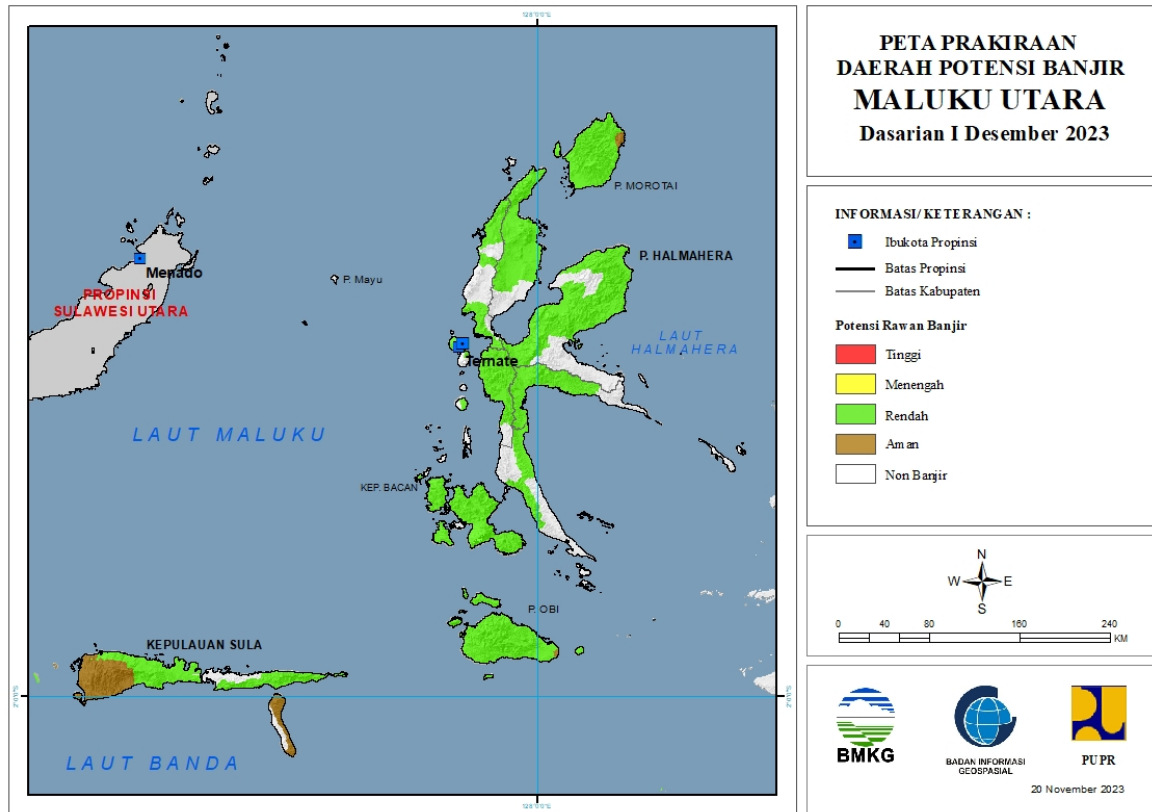 PETA PRAKIRAAN
DAERAH POTENSI BANJIR
MALUKU UTARA
Dasarian I Desember 2023
INFORMASI/ KETERANGAN :
Ibukota Propinsi
Batas Propinsi
Batas Kabupaten
Potensi Rawan Banjir
Tinggi
Menengah
Rendah
Aman
Non Banjir
N
W E
S
0 40 80 160 240
KM
BMKG
BADAN INFORMASI
GEOSPASIAL
PUPR
20 November 2023
P. MOROTAI
P. HALMAHERA
Menado
P. Mayu
PROPINSI
SULAWESI UTARA
LAUT
HALMAHERA
Ternate
LAUT MALUKU
KEP. BACAN
P. OBI
KEPULAUAN SULA
LAUT BANDA